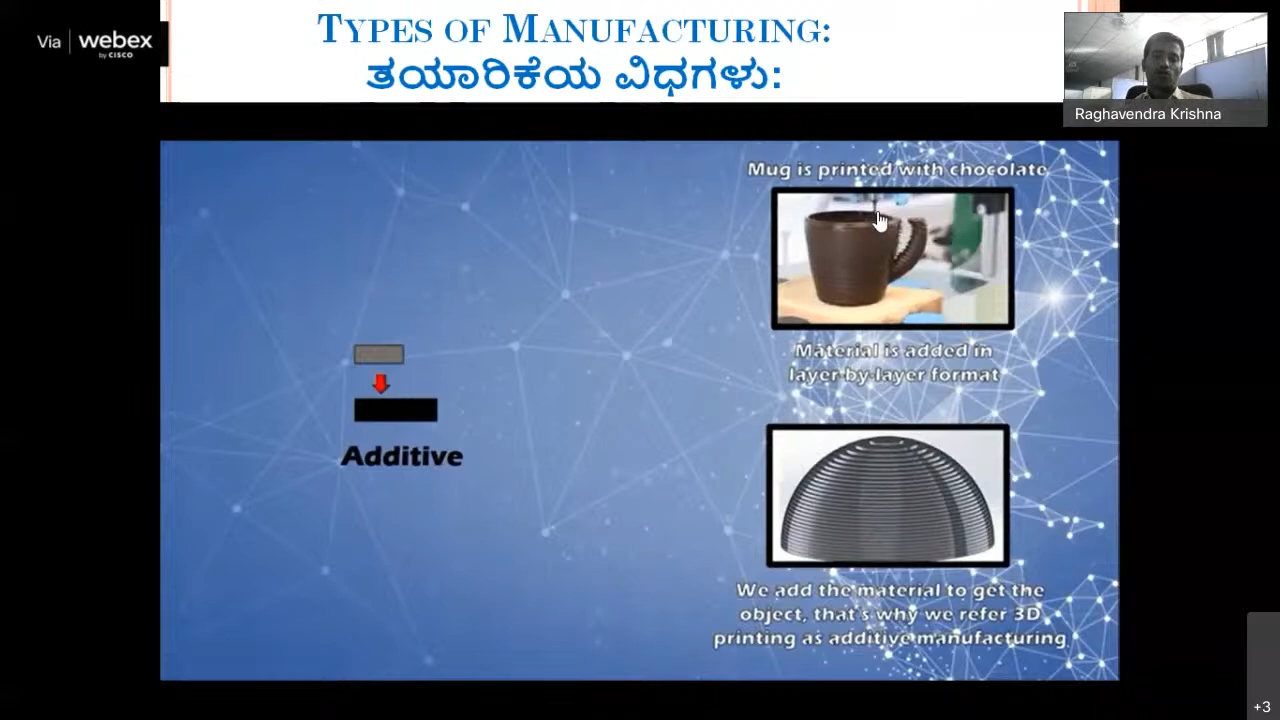 Via webex
by CISCO
TYPES OF MANUFACTURING:
ತಯಾರಿಕೆಯ ವಿಧಗಳು:
Raghavendra Krishna
Mug is printed with chocolate
Material is added in
layer-by-layer format
Additive
We add the material to get the
object, that's why we refer 3D
printing as additive manufacturing
+3